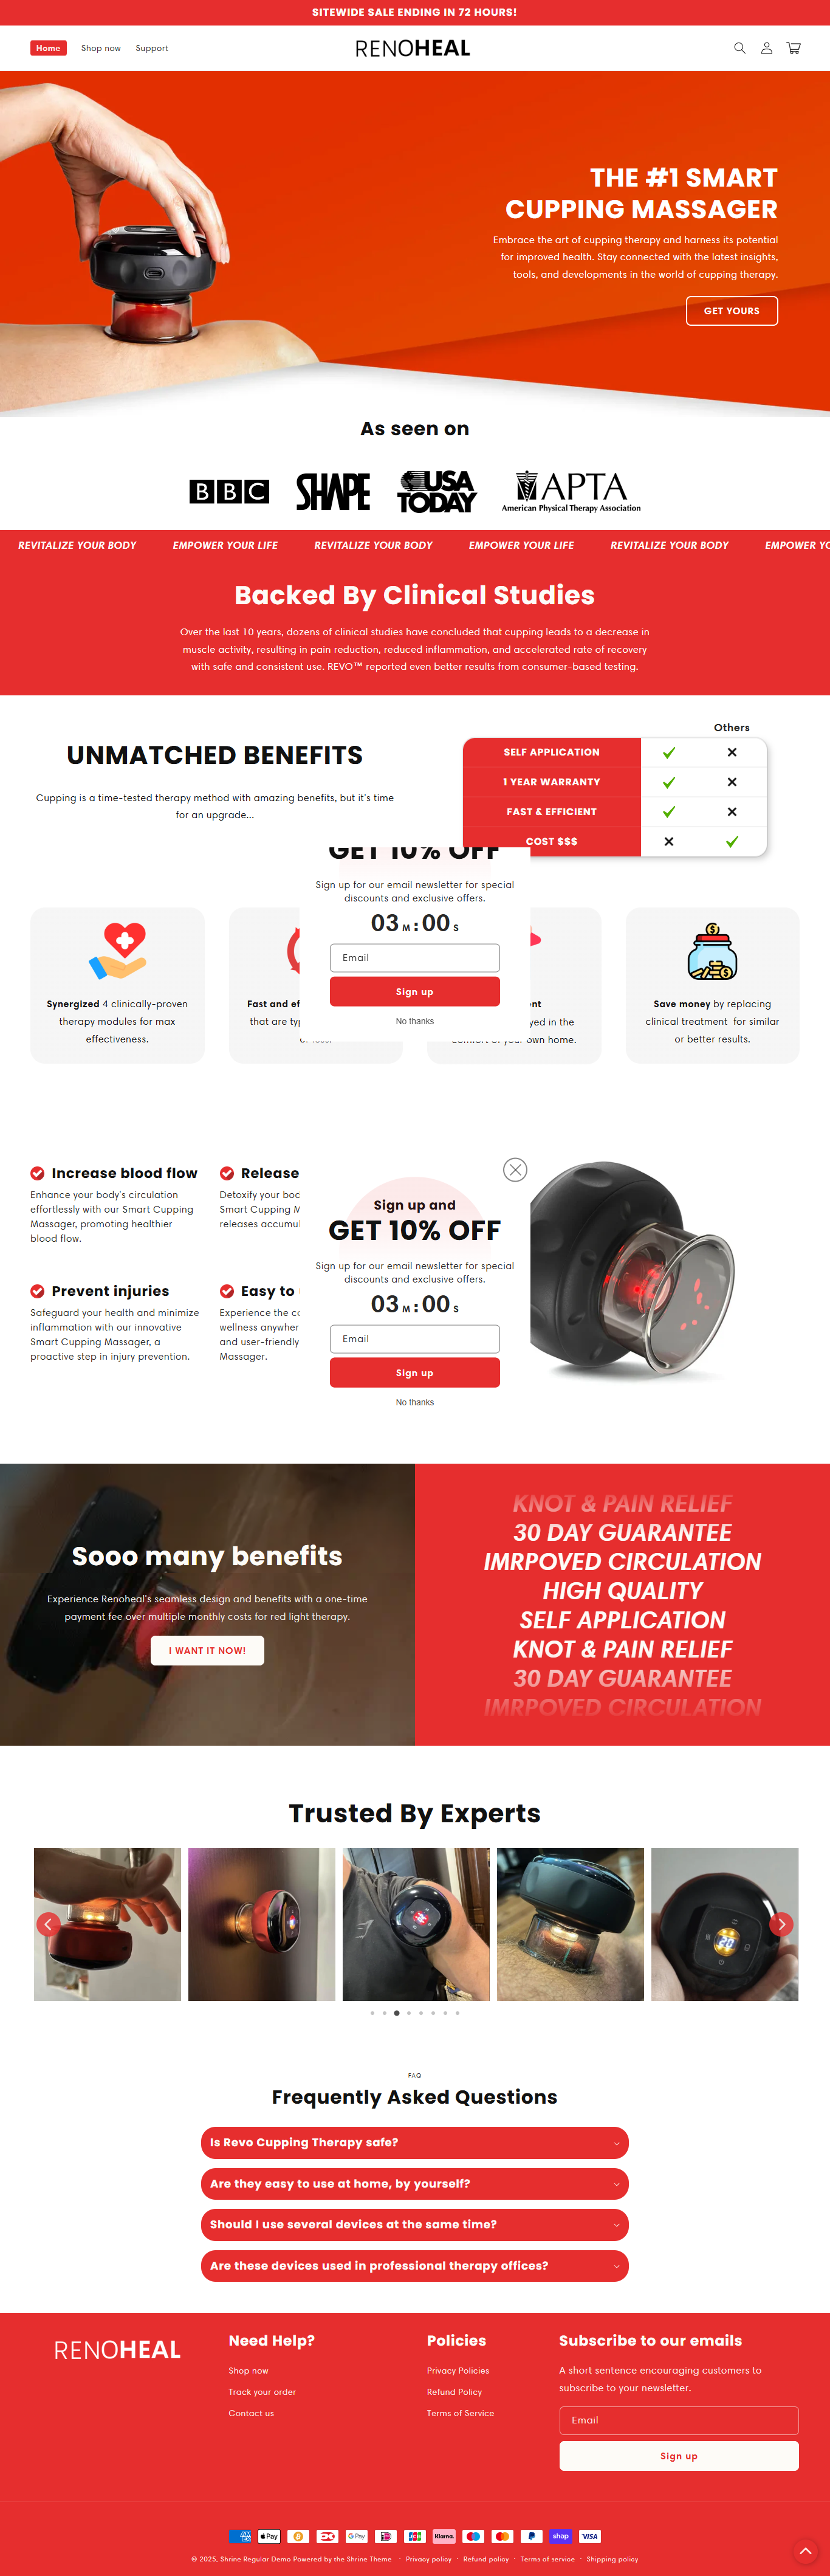 SITEWIDE SALE ENDING IN 72 HOURS!
Home Shop now Support
RENOHEAL
THE #1 SMART
CUPPING MASSAGER
Embrace the art of cupping therapy and harness its potential
for improved health. Stay connected with the latest insights,
tools, and developments in the world of cupping therapy.
GET YOURS
As seen on
BBC SHAPE USA TODAY APTA
American Physical Therapy Association
REVITALIZE YOUR BODY EMPOWER YOUR LIFE REVITALIZE YOUR BODY EMPOWER YOUR LIFE REVITALIZE YOUR BODY EMPOWER YO
Backed By Clinical Studies
Over the last 10 years, dozens of clinical studies have concluded that cupping leads to a decrease in
muscle activity, resulting in pain reduction, reduced inflammation, and accelerated rate of recovery
with safe and consistent use. REVO™ reported even better results from consumer-based testing.
UNMATCHED BENEFITS
Cupping is a time-tested therapy method with amazing benefits, but it's time
for an upgrade...
Others
SELF APPLICATION
1 YEAR WARRANTY
FAST & EFFICIENT
COST $$$
GET 10% OFF
Sign up for our email newsletter for special
discounts and exclusive offers.
03 M : 00 S
Email
Sign up
No thanks
Synergized 4 clinically-proven
therapy modules for max
effectiveness.
Fast and ef
that are ty
or less.
nt
yed in the
comfort of your own home.
Save money by replacing
clinical treatment for similar
or better results.
Increase blood flow
Enhance your body's circulation
effortlessly with our Smart Cupping
Massager, promoting healthier
blood flow.
Release
Detoxify your bo
Smart Cupping M
releases accumu
Prevent injuries
Safeguard your health and minimize
inflammation with our innovative
Smart Cupping Massager, a
proactive step in injury prevention.
Easy to
Experience the co
wellness anywher
and user-friendly
Massager.
Sign up and
GET 10% OFF
Sign up for our email newsletter for special
discounts and exclusive offers.
03 M : 00 S
Email
Sign up
No thanks
Sooo many benefits
Experience Renoheal's seamless design and benefits with a one-time
payment fee over multiple monthly costs for red light therapy.
I WANT IT NOW!
KNOT & PAIN RELIEF
30 DAY GUARANTEE
IMRPOVED CIRCULATION
HIGH QUALITY
SELF APPLICATION
KNOT & PAIN RELIEF
30 DAY GUARANTEE
IMRPOVED CIRCULATION
Trusted By Experts
20
FAQ
Frequently Asked Questions
Is Revo Cupping Therapy safe?
Are they easy to use at home, by yourself?
Should I use several devices at the same time?
Are these devices used in professional therapy offices?
RENOHEAL
Need Help?
Shop now
Track your order
Contact us
Policies
Privacy Policies
Refund Policy
Terms of Service
Subscribe to our emails
A short sentence encouraging customers to
subscribe to your newsletter.
Email
Sign up
AMEX Apple Pay G Pay JCB Klarna. shop VISA
© 2025, Shrine Regular Demo Powered by the Shrine Theme · Privacy policy · Refund policy · Terms of service · Shipping policy